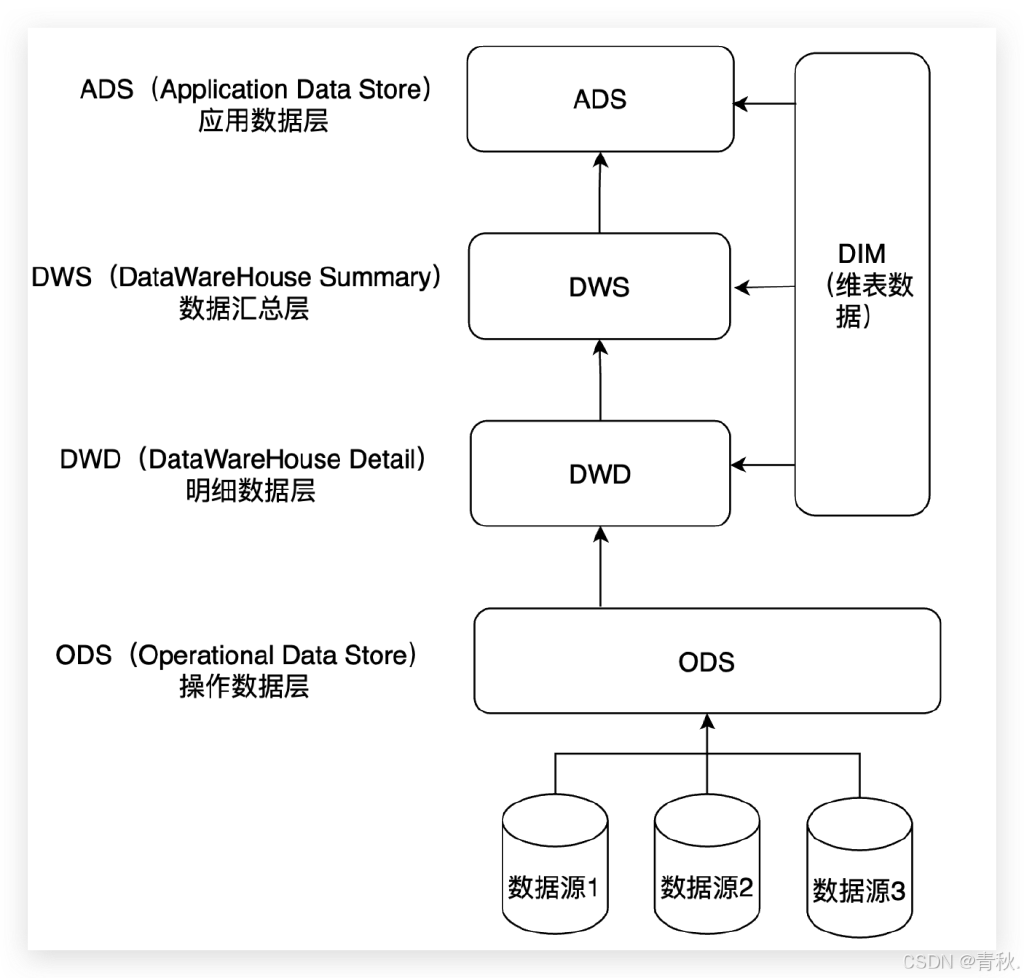 ADS（Application Data Store）
应用数据层
ADS
DWS（DataWareHouse Summary）
数据汇总层
DWS
DIM
（维表数
据）
DWD（DataWareHouse Detail）
明细数据层
DWD
ODS（Operational Data Store）
操作数据层
ODS
数据源1
数据源2
数据源3
CSDN @青秋.